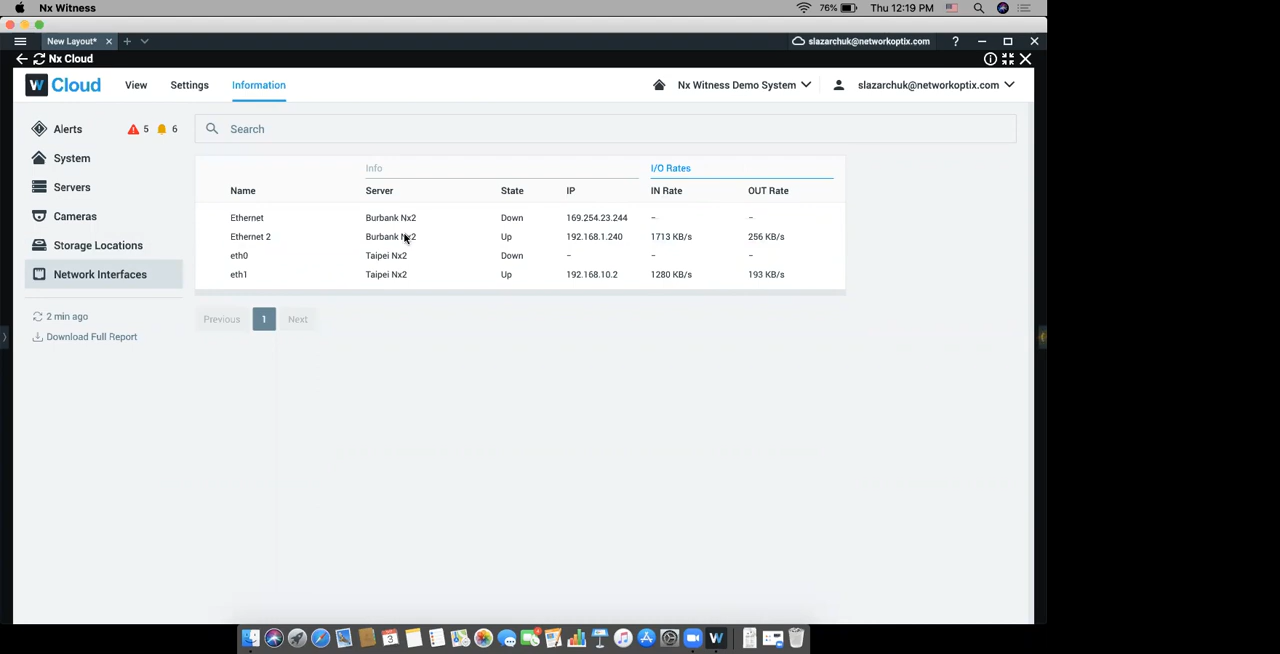 Nx Witness 76% Thu 12:19 PM
New Layout* slazarchuk@networkoptix.com ?
Nx Cloud
W Cloud View Settings Information Nx Witness Demo System slazarchuk@networkoptix.com
Alerts 5 6
Search
System
Servers
Cameras
Storage Locations
Network Interfaces
2 min ago
Download Full Report
Info I/O Rates
Name Server State IP IN Rate OUT Rate
Ethernet Burbank Nx2 Down 169.254.23.244 – –
Ethernet 2 Burbank Nx2 Up 192.168.1.240 1713 KB/s 256 KB/s
eth0 Taipei Nx2 Down – – –
eth1 Taipei Nx2 Up 192.168.10.2 1280 KB/s 193 KB/s
Previous 1 Next
3
W